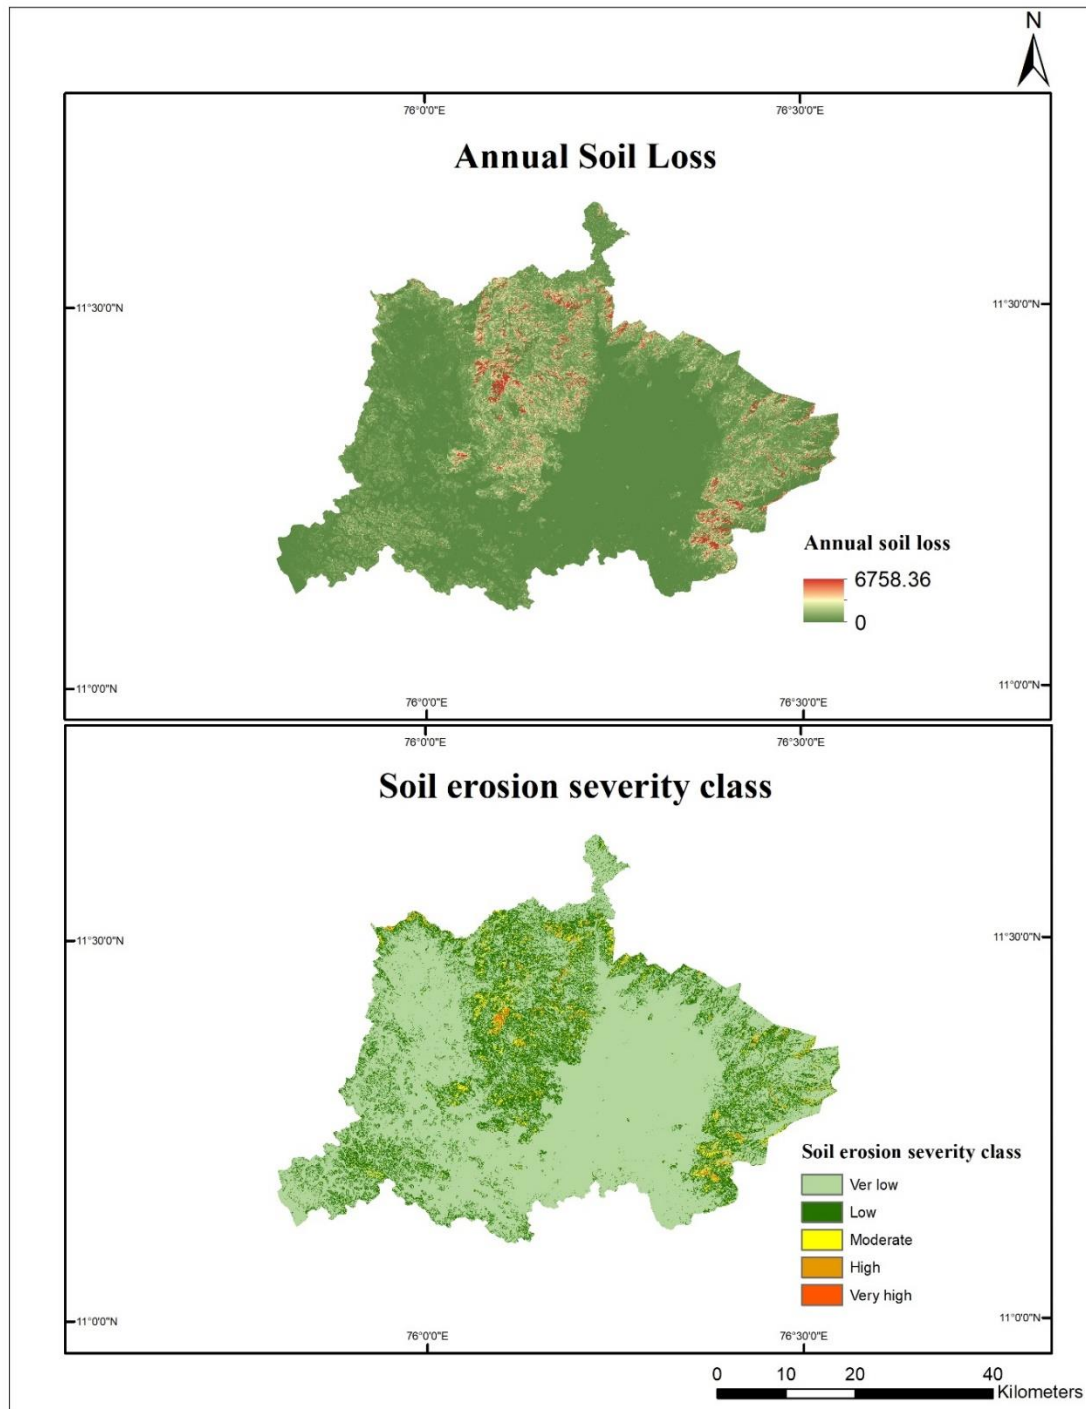 N
76°0'0"E 76°30'0"E
Annual Soil Loss
11°30'0"N 11°30'0"N
Annual soil loss
6758.36
0
11°0'0"N 11°0'0"N
76°0'0"E 76°30'0"E
76°0'0"E 76°30'0"E
Soil erosion severity class
11°30'0"N 11°30'0"N
Soil erosion severity class
Ver low
Low
Moderate
High
Very high
11°0'0"N 11°0'0"N
76°0'0"E 76°30'0"E
0 10 20 40
Kilometers